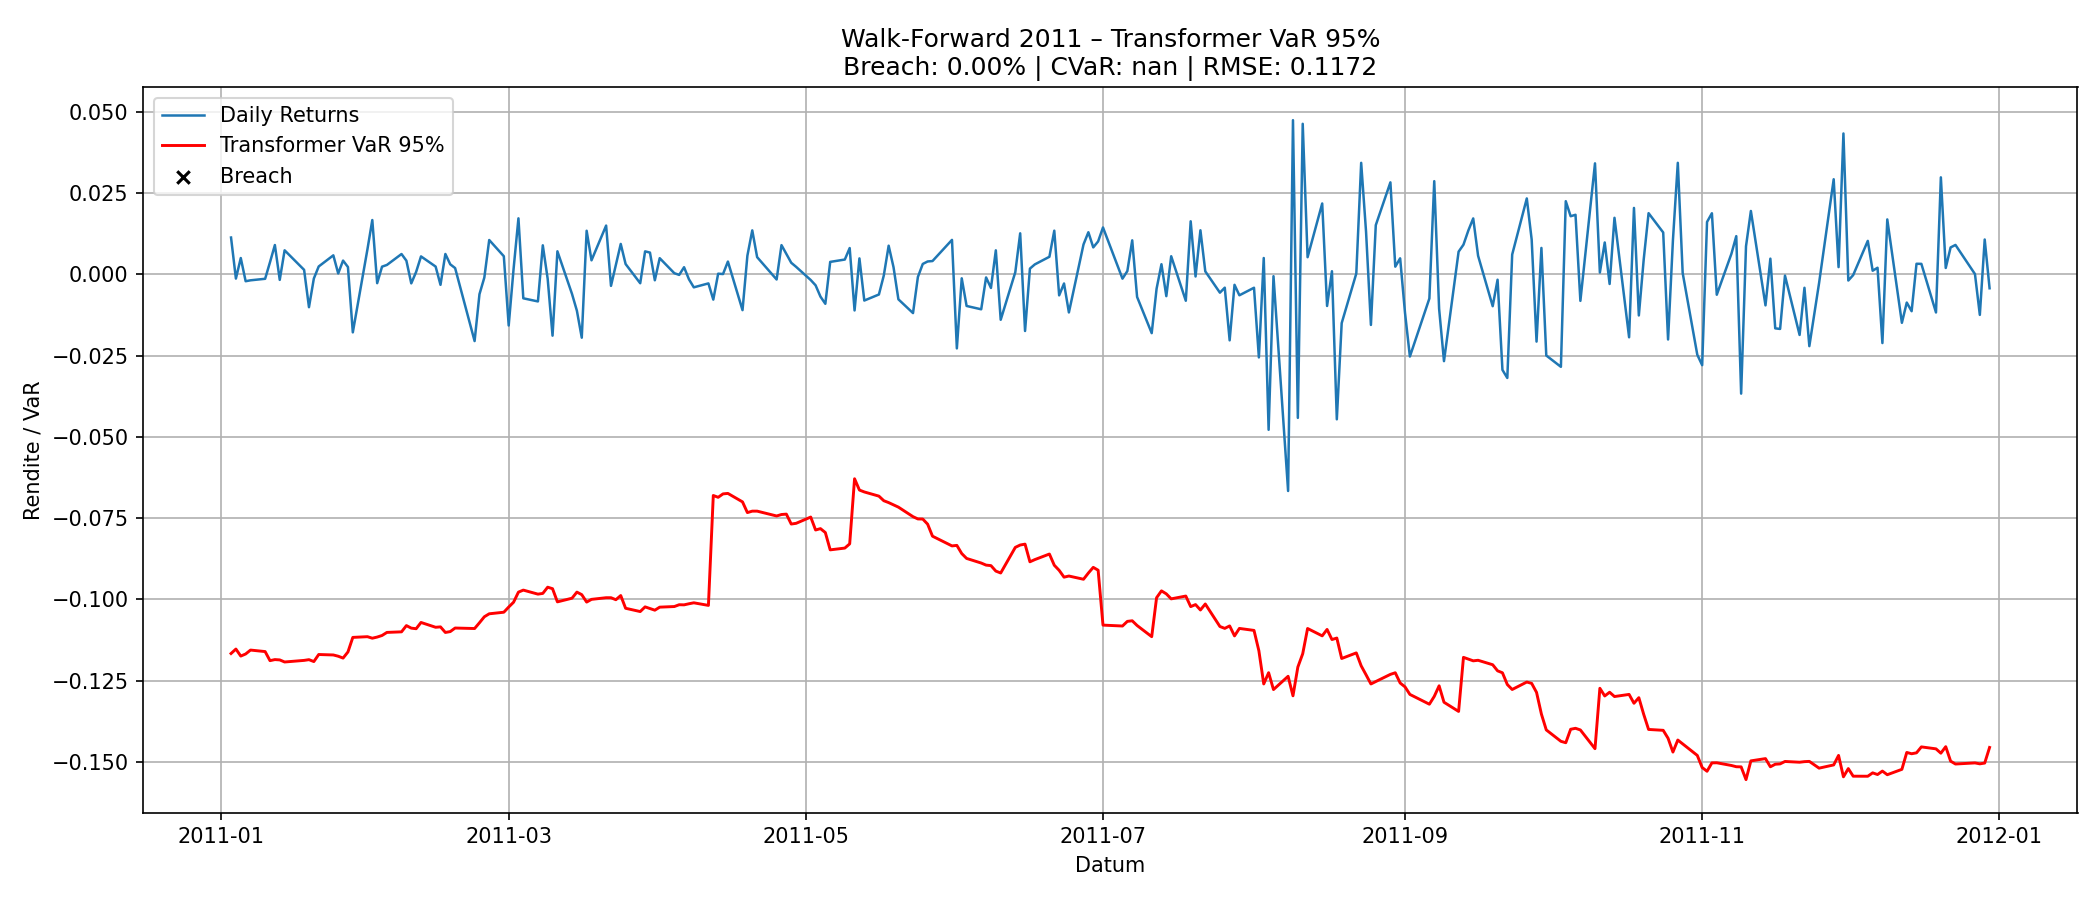 Walk-Forward 2011 – Transformer VaR 95%
Breach: 0.00% | CVaR: nan | RMSE: 0.1172
Daily Returns
Transformer VaR 95%
Breach
0.050
0.025
0.000
−0.025
−0.050
−0.075
−0.100
−0.125
−0.150
Rendite / VaR
2011-01
2011-03
2011-05
2011-07
2011-09
2011-11
2012-01
Datum